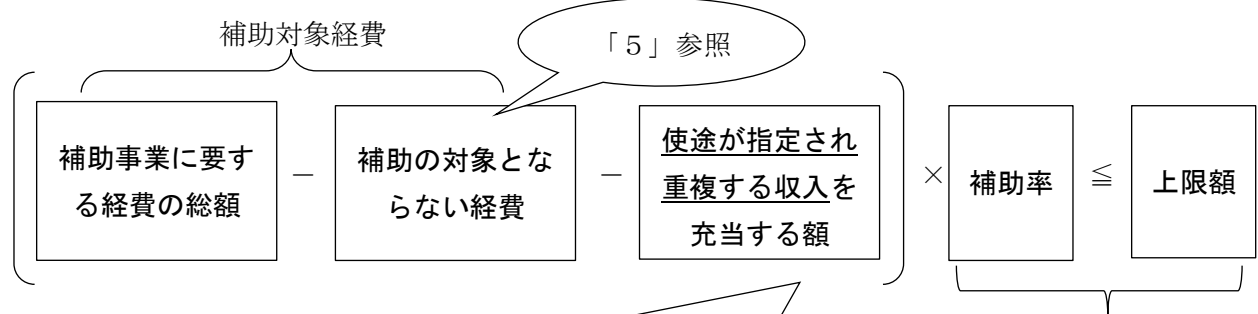 補助対象経費
「５」参照
補助事業に要す
る経費の総額
－
補助の対象とな
らない経費
－
使途が指定され
重複する収入を
充当する額
×
補助率
≦
上限額